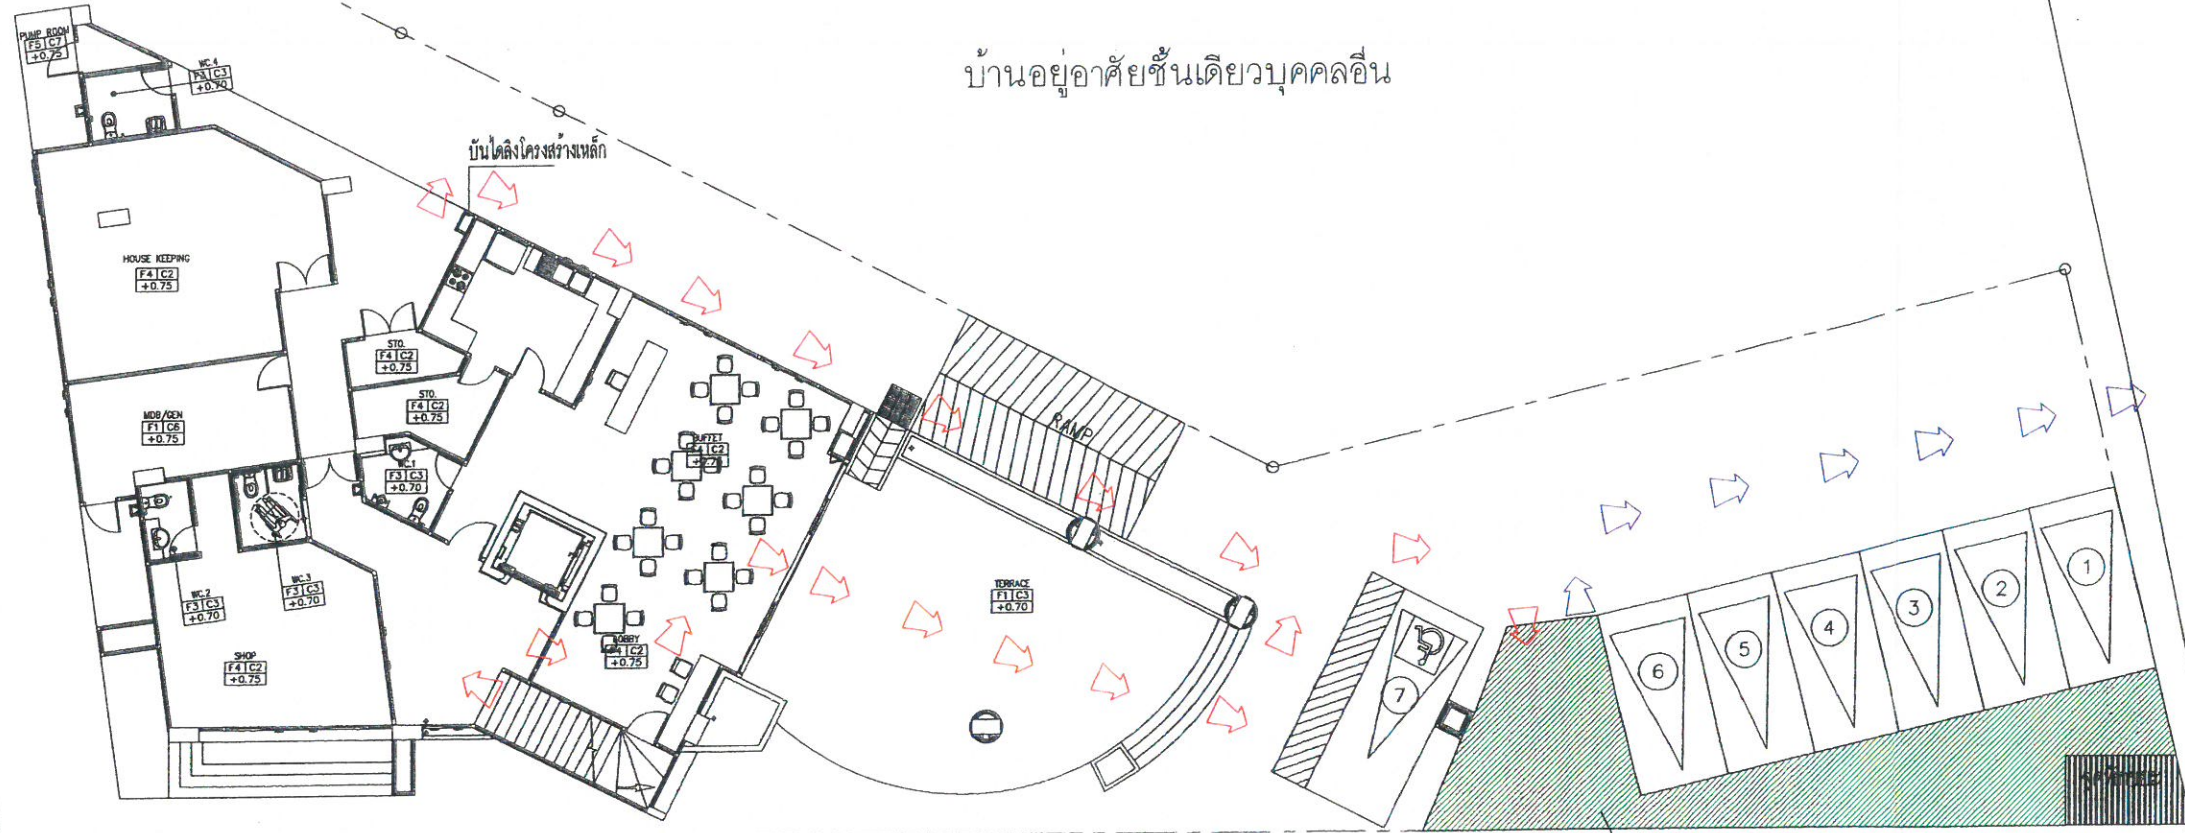 บ้านอยู่อาศัยชั้นเดียวบุคคลอื่น
PUMP ROOM
F5 C7
+0.75
WC.4
C3
+0.70
บันไดลิงโครงสร้างเหล็ก
HOUSE KEEPING
F4 C2
+0.75
STO.
F4 C2
+0.75
STO.
F4 C2
+0.75
MDB/GEN
F1 C6
+0.75
WC.1
F3 C3
+0.70
BUFFET
C2
RAMP
WC.2
F3 C3
+0.70
WC.3
F3 C3
+0.70
TERRACE
F1 C3
+0.70
SHOP
F4 C2
+0.75
LOBBY
C2
+0.75
7
6
5
4
3
2
1